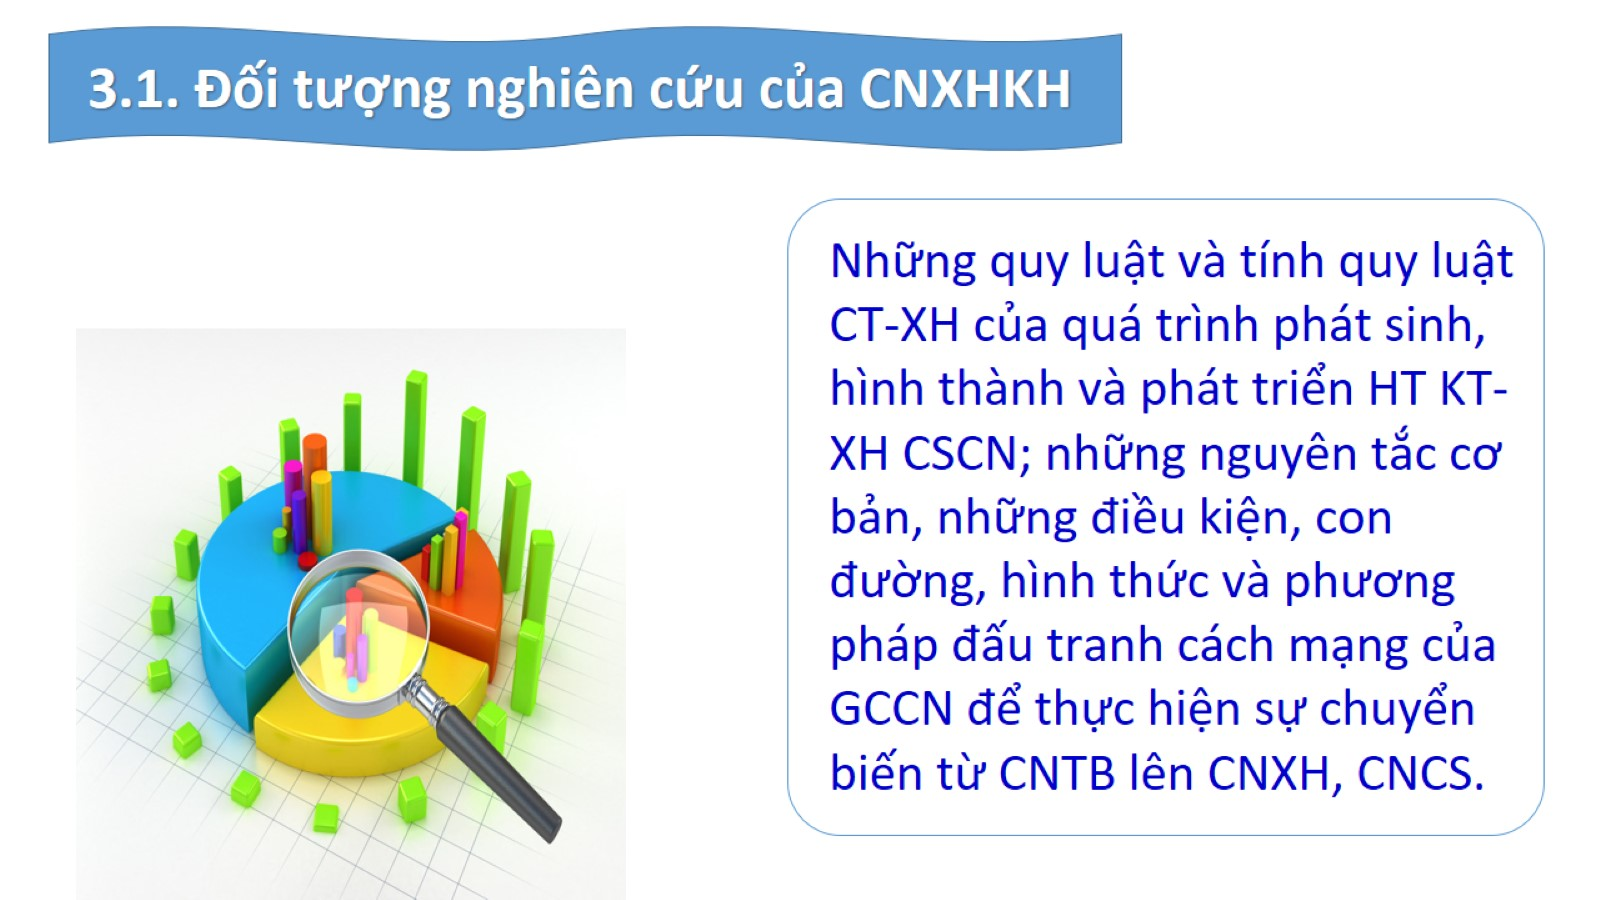 3.1. Đối tượng nghiên cứu của CNXHKH
Những quy luật và tính quy luật
CT-XH của quá trình phát sinh,
hình thành và phát triển HT KT-
XH CSCN; những nguyên tắc cơ
bản, những điều kiện, con
đường, hình thức và phương
pháp đấu tranh cách mạng của
GCCN để thực hiện sự chuyển
biến từ CNTB lên CNXH, CNCS.